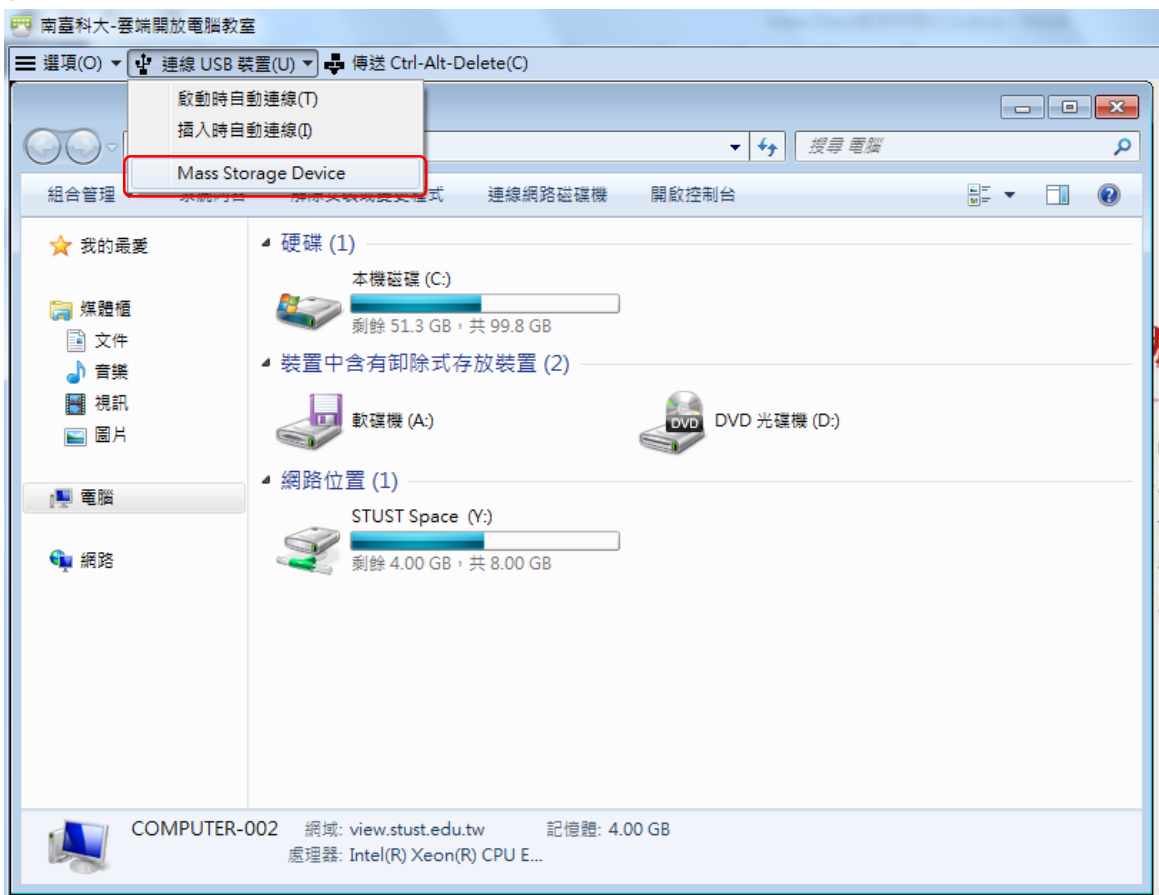 南臺科大-雲端開放電腦教室
選項(O) 連線 USB 裝置(U) 傳送 Ctrl-Alt-Delete(C)
啟動時自動連線(T)
插入時自動連線(I)
Mass Storage Device
搜尋 電腦
組合管理 連線網路磁碟機 開啟控制台
我的最愛
媒體櫃
文件
音樂
視訊
圖片
電腦
網路
硬碟 (1)
本機磁碟 (C:)
剩餘 51.3 GB，共 99.8 GB
裝置中含有卸除式存放裝置 (2)
軟碟機 (A:)
DVD
DVD 光碟機 (D:)
網路位置 (1)
STUST Space (Y:)
剩餘 4.00 GB，共 8.00 GB
COMPUTER-002 網域: view.stust.edu.tw 記憶體: 4.00 GB
處理器: Intel(R) Xeon(R) CPU E...